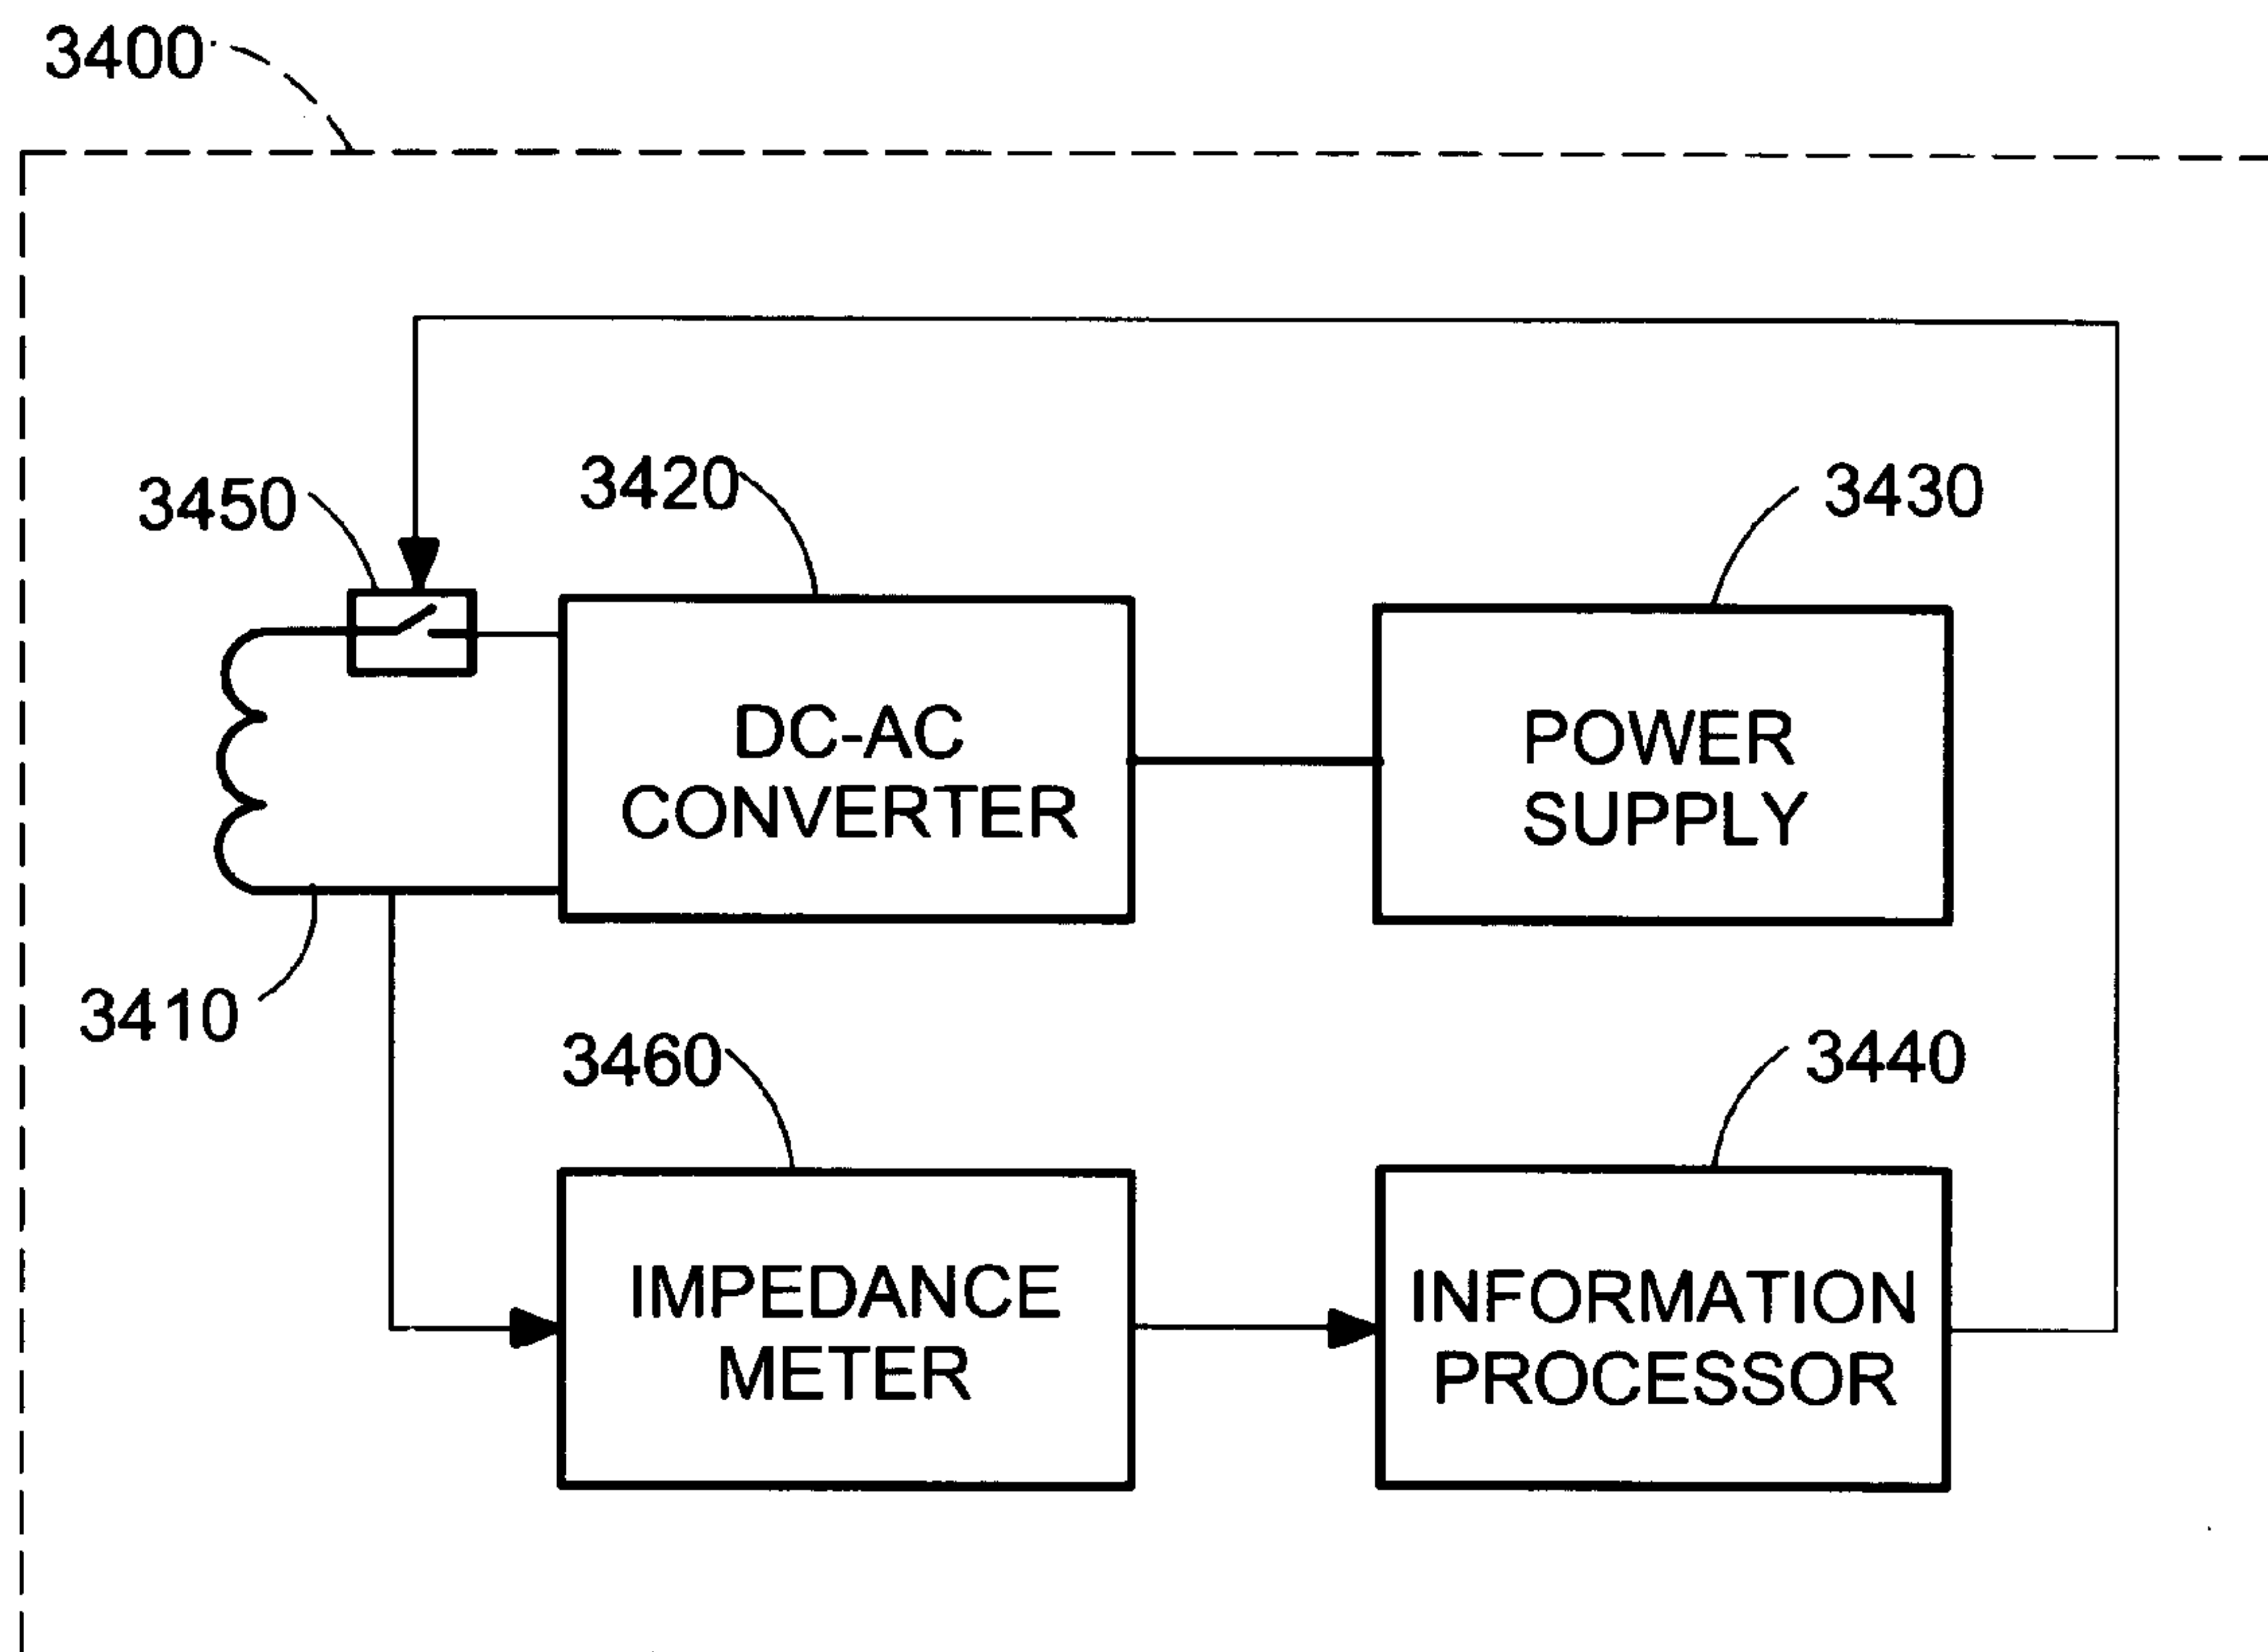 3400
3450
3420
3430
DC-AC
CONVERTER
POWER
SUPPLY
3410
3460
3440
IMPEDANCE
METER
INFORMATION
PROCESSOR